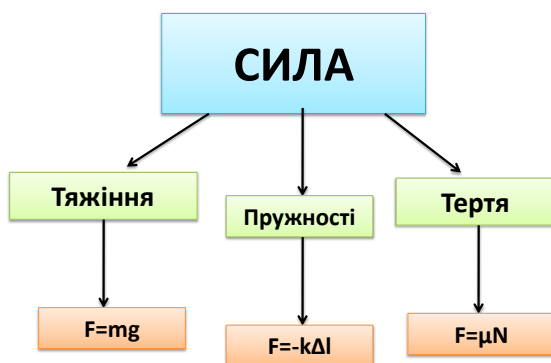 СИЛА
Тяжіння
Пружності
Тертя
F=mg
F=-kΔl
F=μN